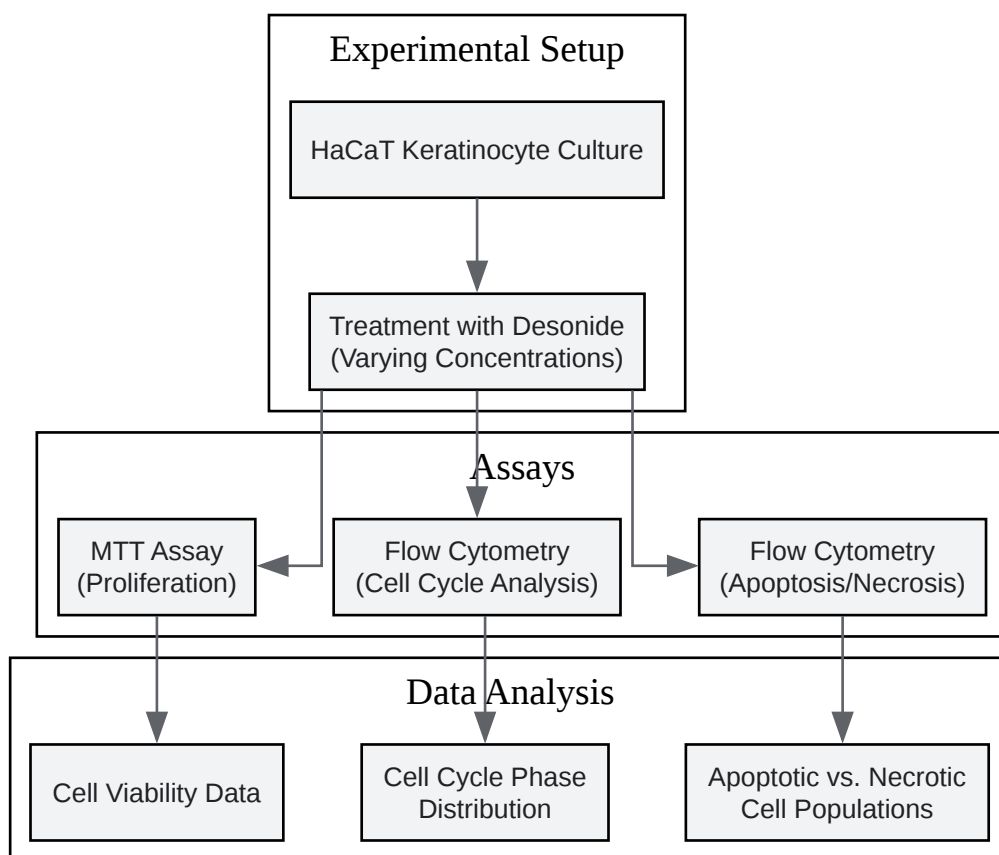 Experimental Setup
HaCaT Keratinocyte Culture
Treatment with Desonide
(Varying Concentrations)
Assays
MTT Assay
(Proliferation)
Flow Cytometry
(Cell Cycle Analysis)
Flow Cytometry
(Apoptosis/Necrosis)
Data Analysis
Cell Viability Data
Cell Cycle Phase
Distribution
Apoptotic vs. Necrotic
Cell Populations